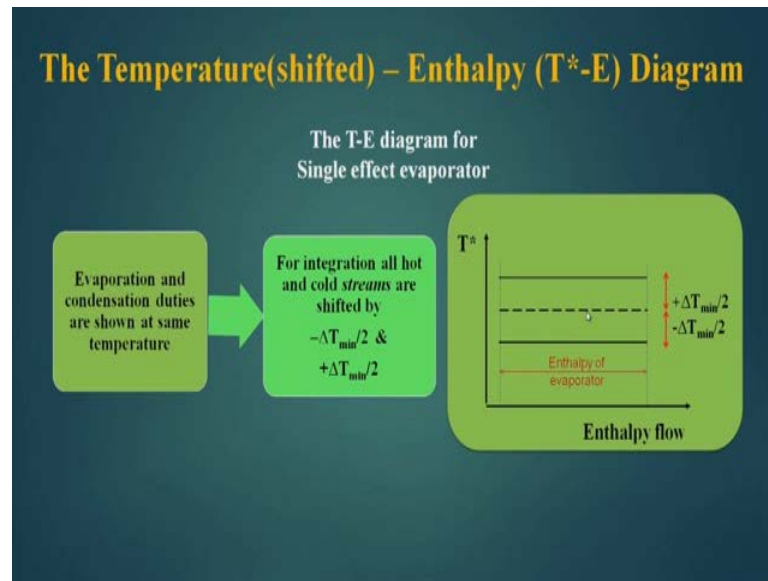 The Temperature(shifted) – Enthalpy (T*-E) Diagram
The T-E diagram for
Single effect evaporator
Evaporation and
condensation duties
are shown at same
temperature
For integration all hot
and cold streams are
shifted by
–ΔTmin/2 &
+ΔTmin/2
T*
+ΔTmin/2
-ΔTmin/2
Enthalpy of
evaporator
Enthalpy flow